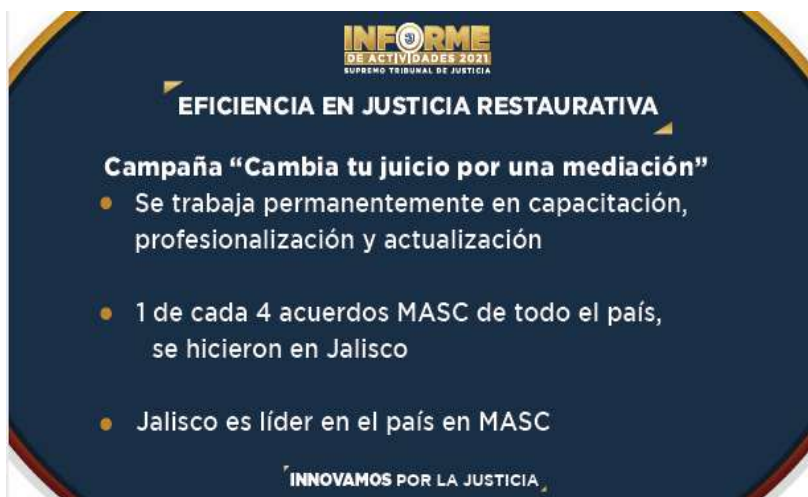 INFORME
DE ACTIVIDADES 2021
SUPREMO TRIBUNAL DE JUSTICIA
EFICIENCIA EN JUSTICIA RESTAURATIVA
Campaña “Cambia tu juicio por una mediación”
• Se trabaja permanentemente en capacitación,
profesionalización y actualización
• 1 de cada 4 acuerdos MASC de todo el país,
se hicieron en Jalisco
• Jalisco es líder en el país en MASC
INNOVAMOS POR LA JUSTICIA